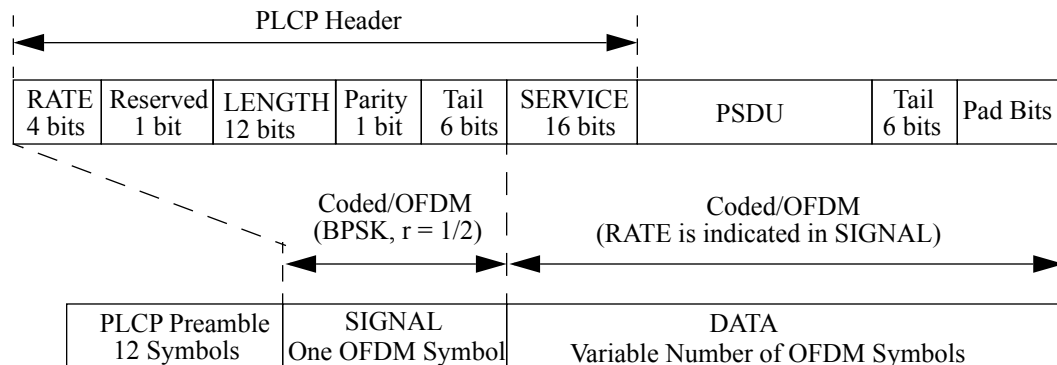 PLCP Header
RATE Reserved LENGTH Parity Tail SERVICE PSDU Tail Pad Bits
4 bits 1 bit 12 bits 1 bit 6 bits 16 bits 6 bits
Coded/OFDM Coded/OFDM
(BPSK, r = 1/2) (RATE is indicated in SIGNAL)
PLCP Preamble SIGNAL DATA
12 Symbols One OFDM Symbol Variable Number of OFDM Symbols